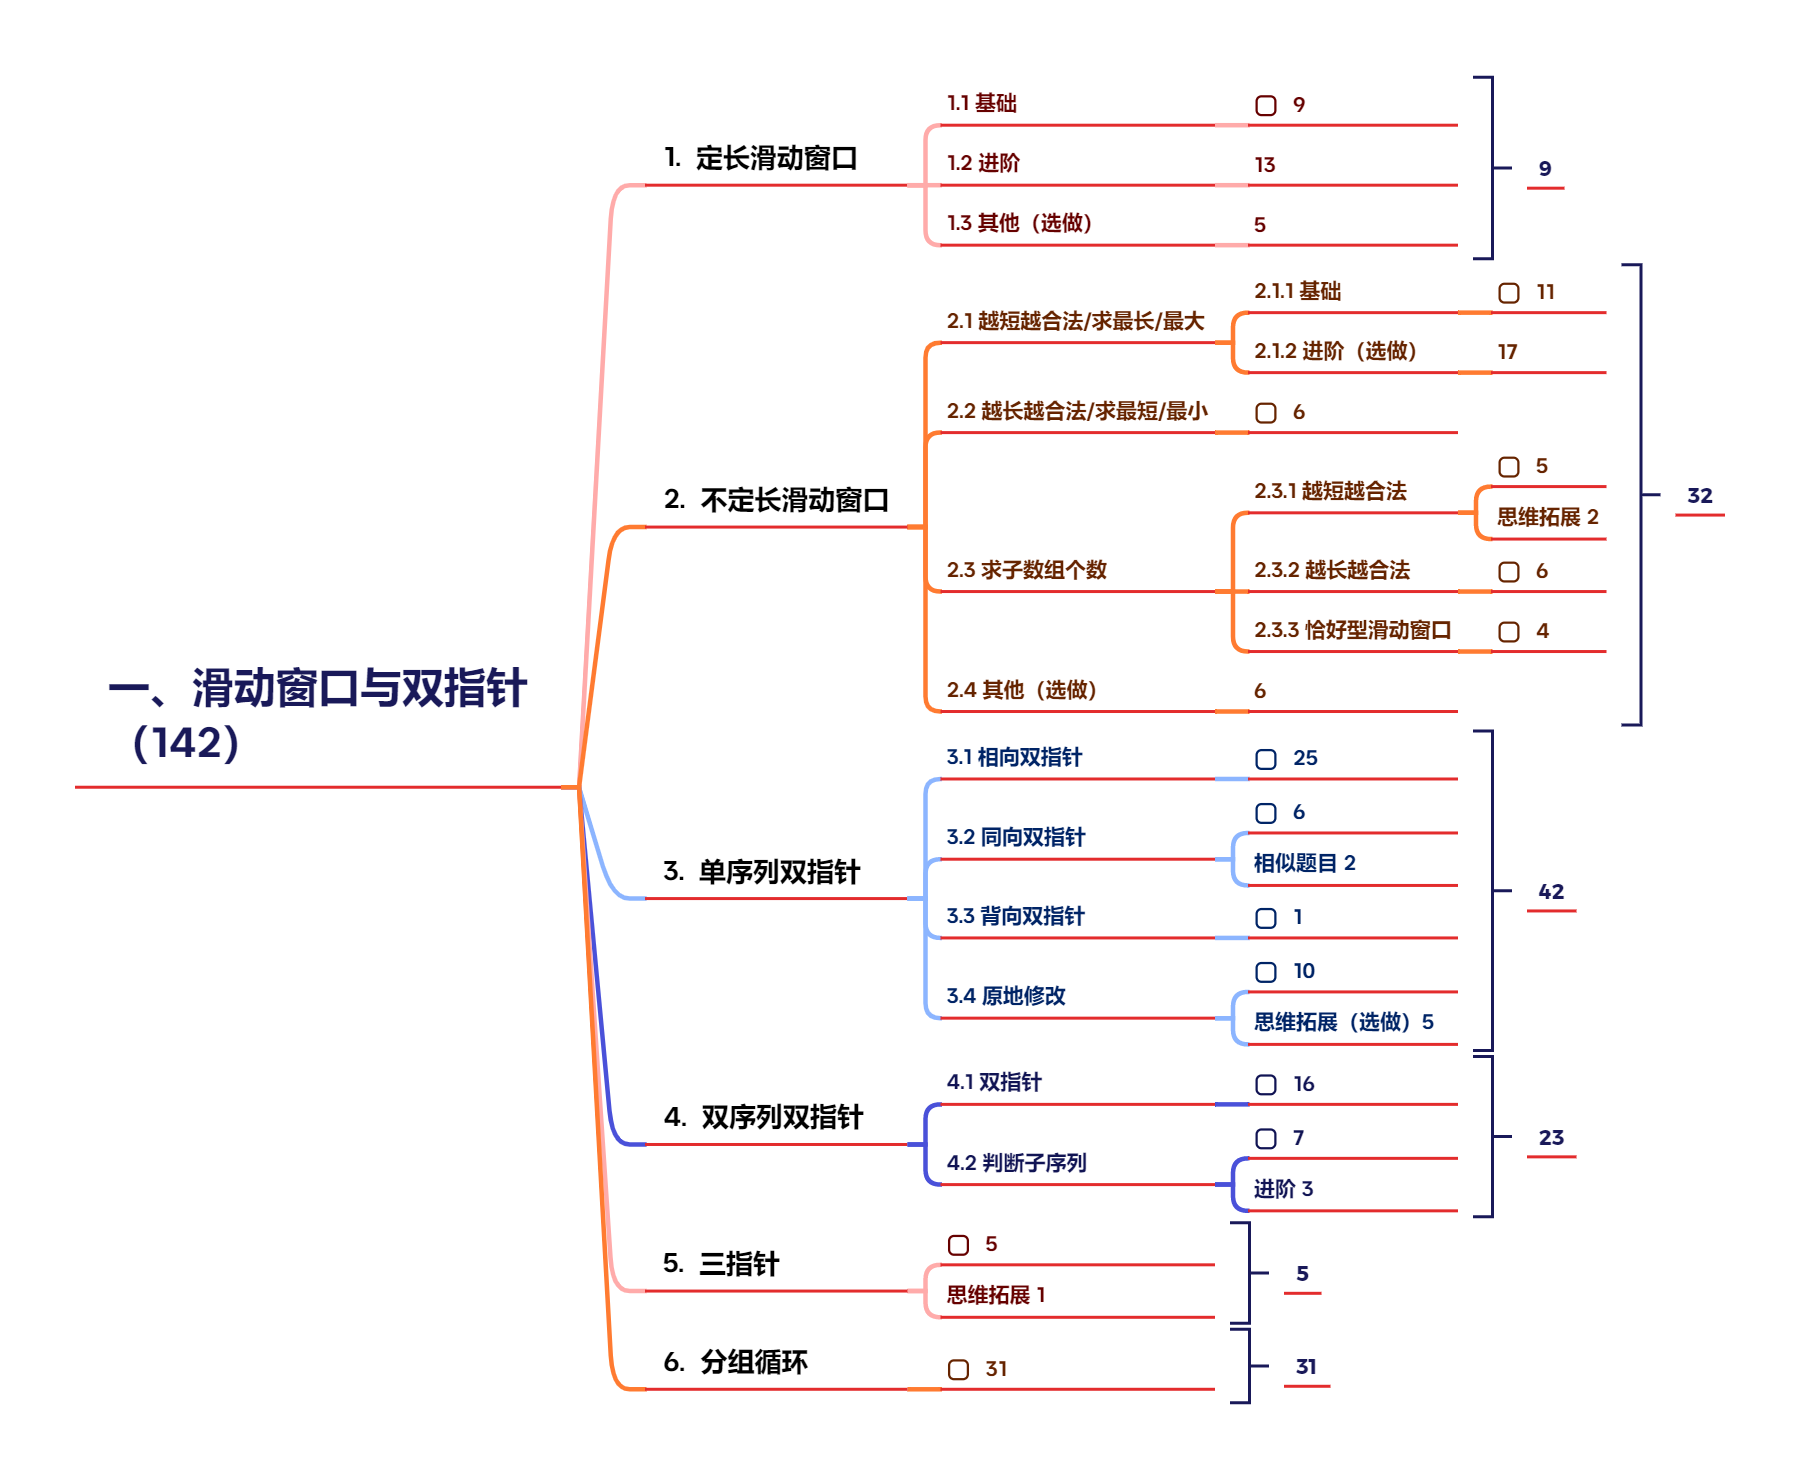 一、滑动窗口与双指针
（142）
1. 定长滑动窗口
1.1 基础
9
1.2 进阶
13
1.3 其他（选做）
5
9
2. 不定长滑动窗口
2.1 越短越合法/求最长/最大
2.1.1 基础
11
2.1.2 进阶（选做）
17
2.2 越长越合法/求最短/最小
6
2.3 求子数组个数
2.3.1 越短越合法
5
思维拓展 2
2.3.2 越长越合法
6
2.3.3 恰好型滑动窗口
4
2.4 其他（选做）
6
32
3. 单序列双指针
3.1 相向双指针
25
3.2 同向双指针
6
相似题目 2
3.3 背向双指针
1
3.4 原地修改
10
思维拓展（选做）5
42
4. 双序列双指针
4.1 双指针
16
4.2 判断子序列
7
进阶 3
23
5. 三指针
5
思维拓展 1
5
6. 分组循环
31
31